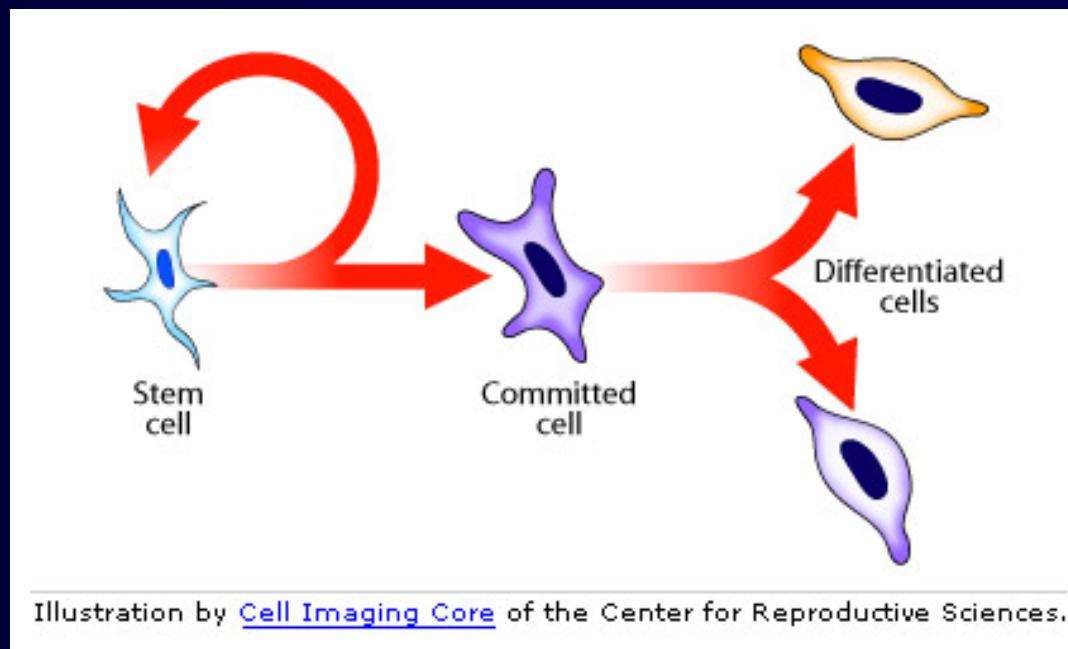 Stem
cell
Committed
cell
Differentiated
cells
Illustration by Cell Imaging Core of the Center for Reproductive Sciences.